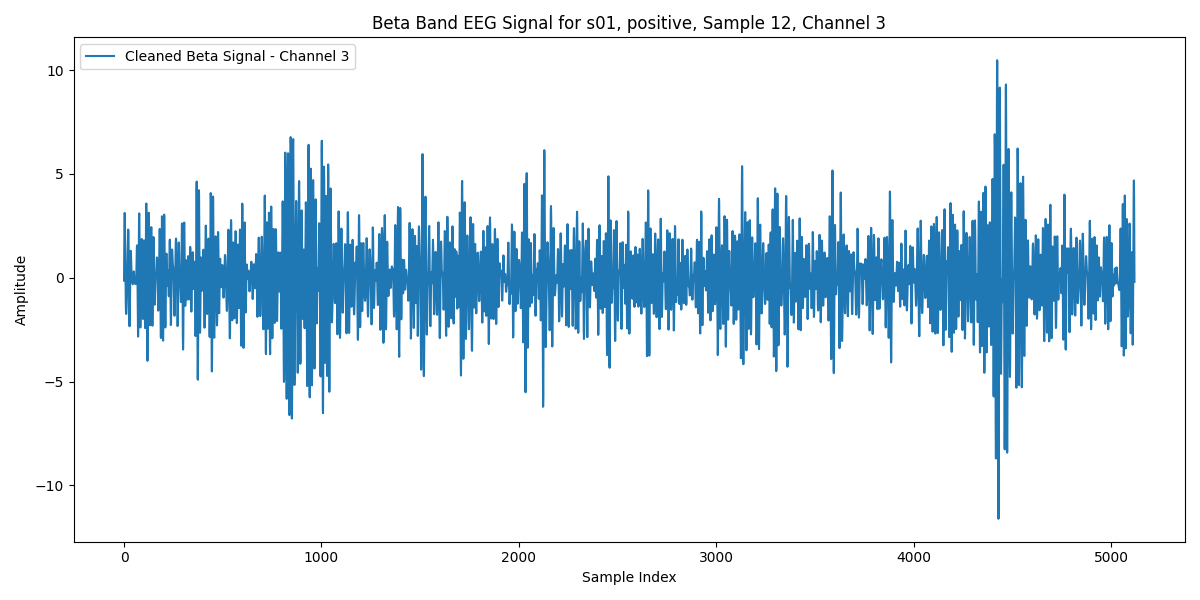 Beta Band EEG Signal for s01, positive, Sample 12, Channel 3
Cleaned Beta Signal - Channel 3
10
5
0
−5
−10
Amplitude
0 1000 2000 3000 4000 5000
Sample Index